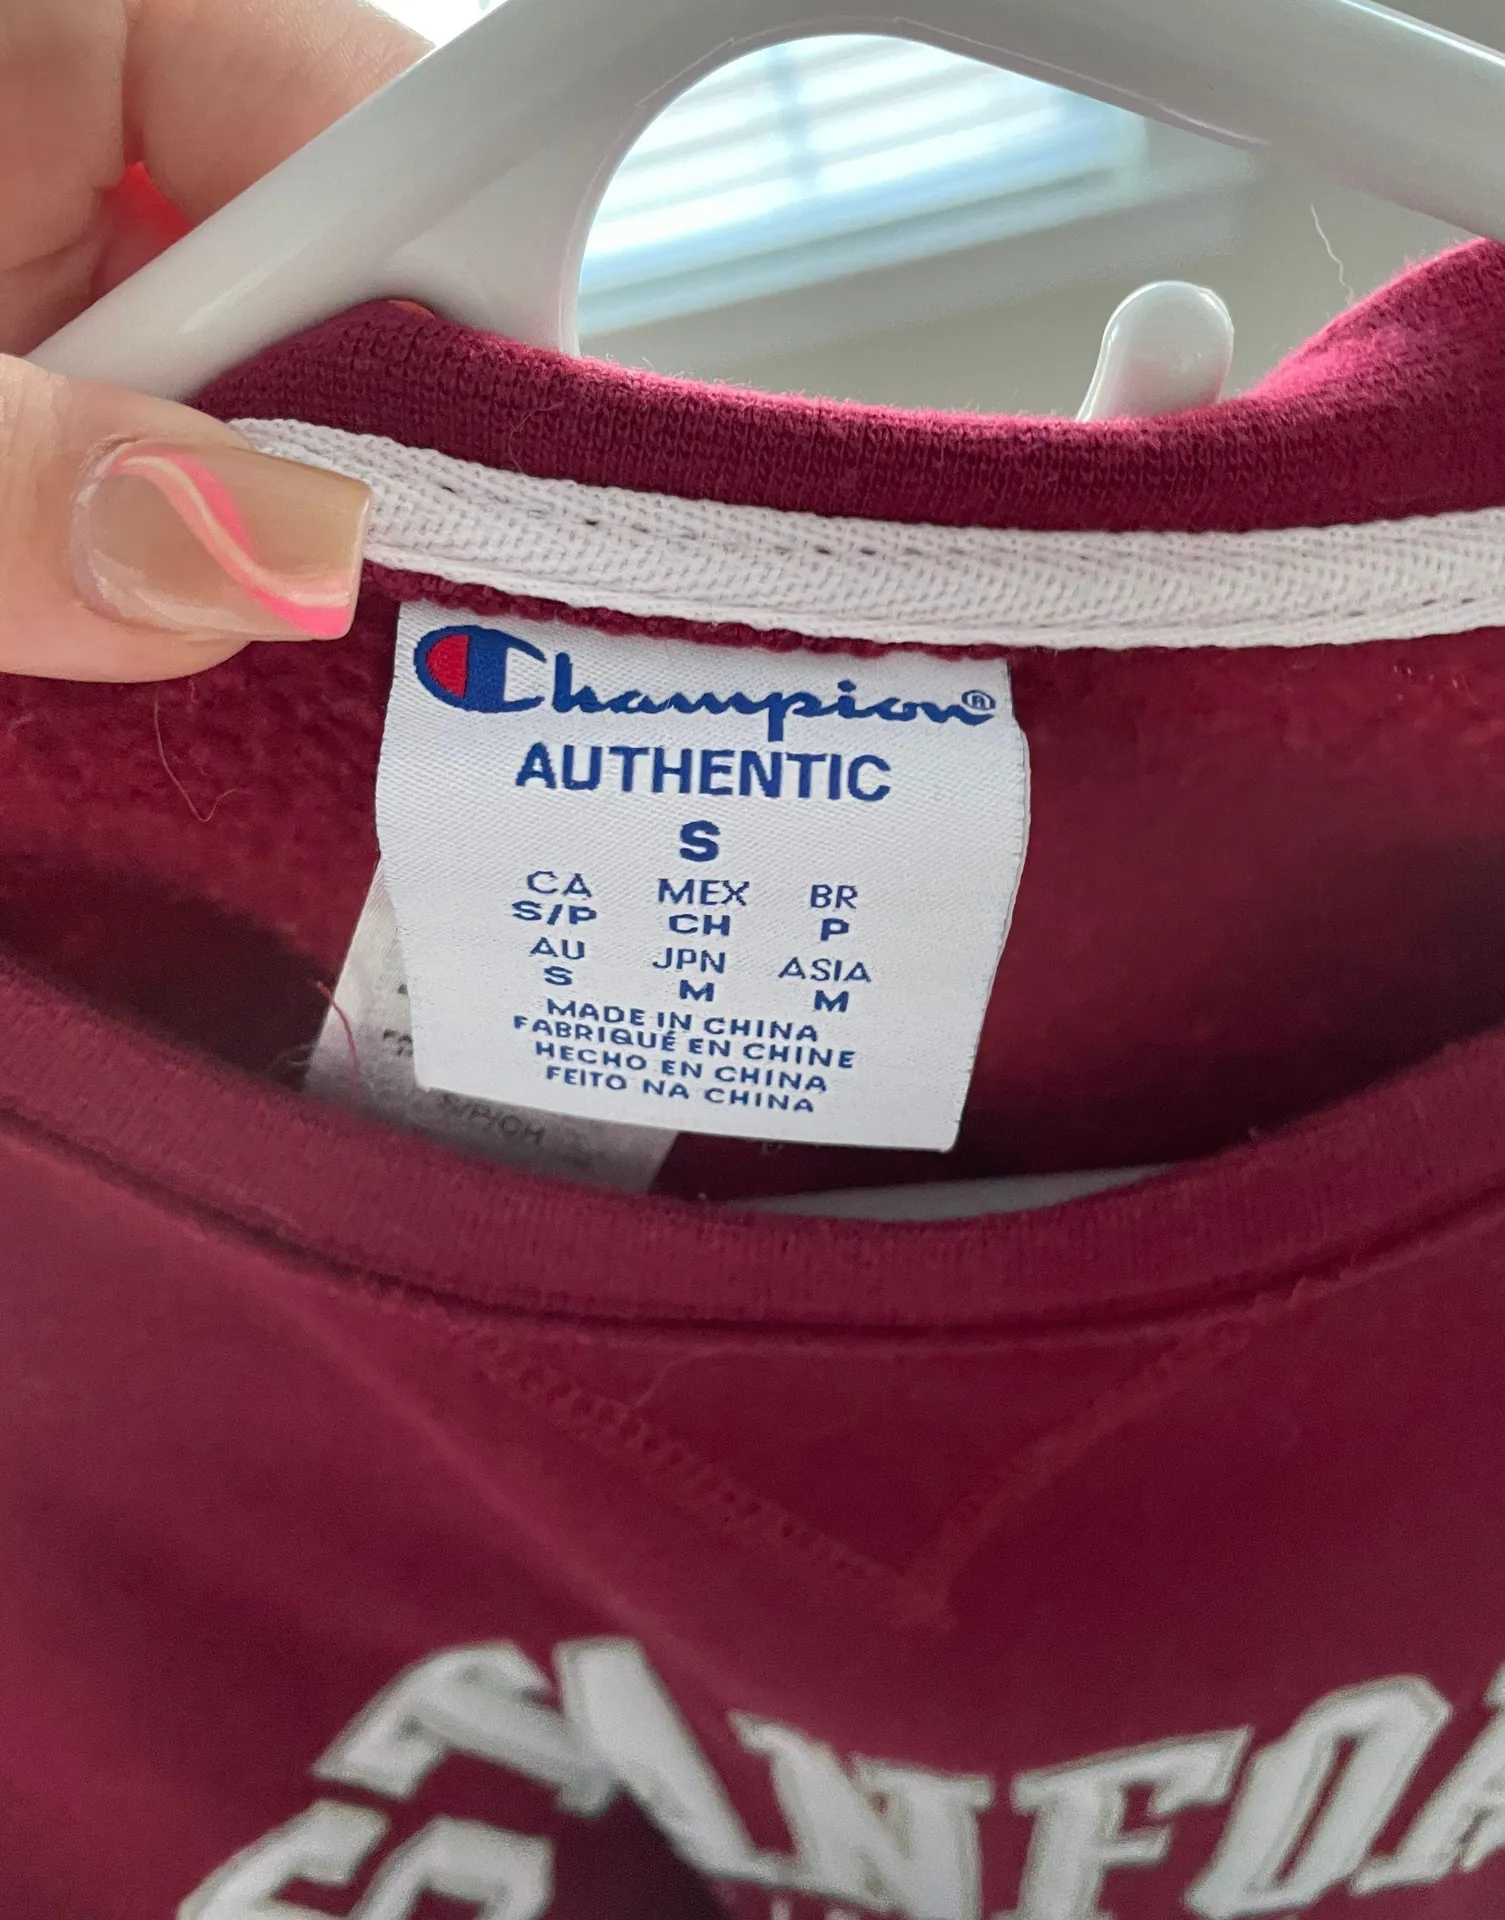 Champion®
AUTHENTIC
S
CA MEX BR
S/P CH P
AU JPN ASIA
S M M
MADE IN CHINA
FABRIQUÉ EN CHINE
HECHO EN CHINA
FEITO NA CHINA
S/P/CH